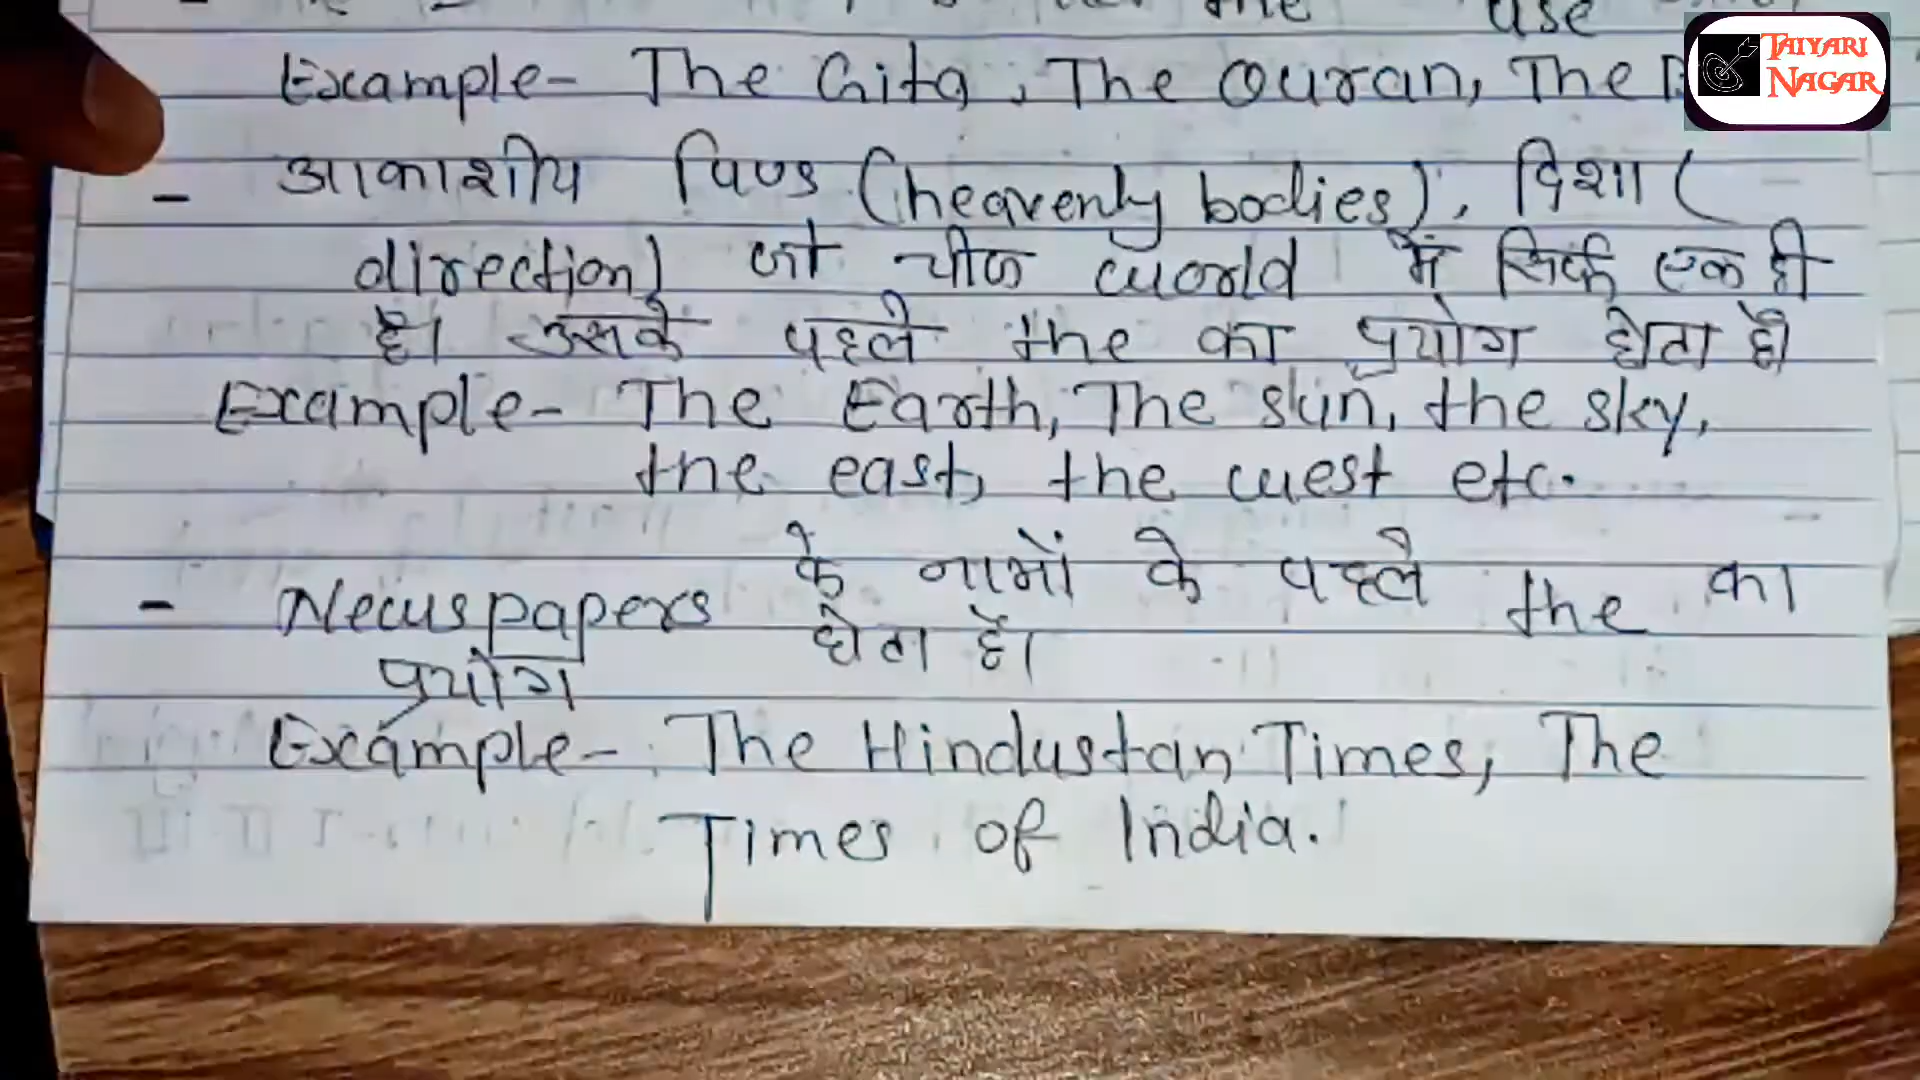 the use
Example- The Gita, The Quran, The
- आकाशीय पिण्ड (heavenly bodies), दिशा (
direction) जो चीज world में सिर्फ एक ही
है। उसके पहले the का प्रयोग होता है
Example- The Earth, The sun, the sky,
the east, the west etc.
- Newspapers के नामों के पहले the का
प्रयोग होता है।
Example- The Hindustan Times, The
Times of India.
TAIYARI
NAGAR